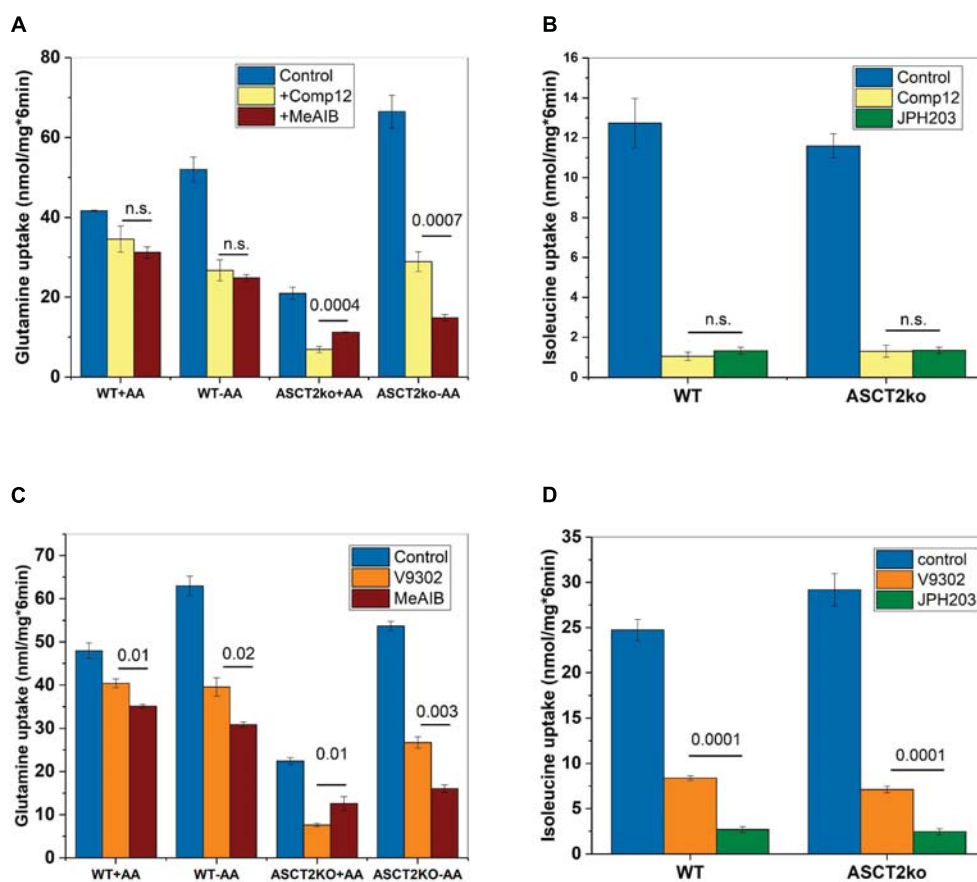 A
Glutamine uptake (nmol/mg*6min)
80
60
40
20
0
Control
+Comp12
+MeAIB
n.s.
n.s.
0.0004
0.0007
WT+AA
WT-AA
ASCT2ko+AA
ASCT2ko-AA
B
Isoleucine uptake (nmol/mg*6min)
16
14
12
10
8
6
4
2
0
Control
Comp12
JPH203
n.s.
n.s.
WT
ASCT2ko
C
Glutamine uptake (nml/mg*6min)
70
60
50
40
30
20
10
0
Control
V9302
MeAIB
0.01
0.02
0.01
0.003
WT+AA
WT-AA
ASCT2KO+AA
ASCT2KO-AA
D
Isoleucine uptake (nmol/mg*6min)
35
30
25
20
15
10
5
0
control
V9302
JPH203
0.0001
0.0001
WT
ASCT2ko